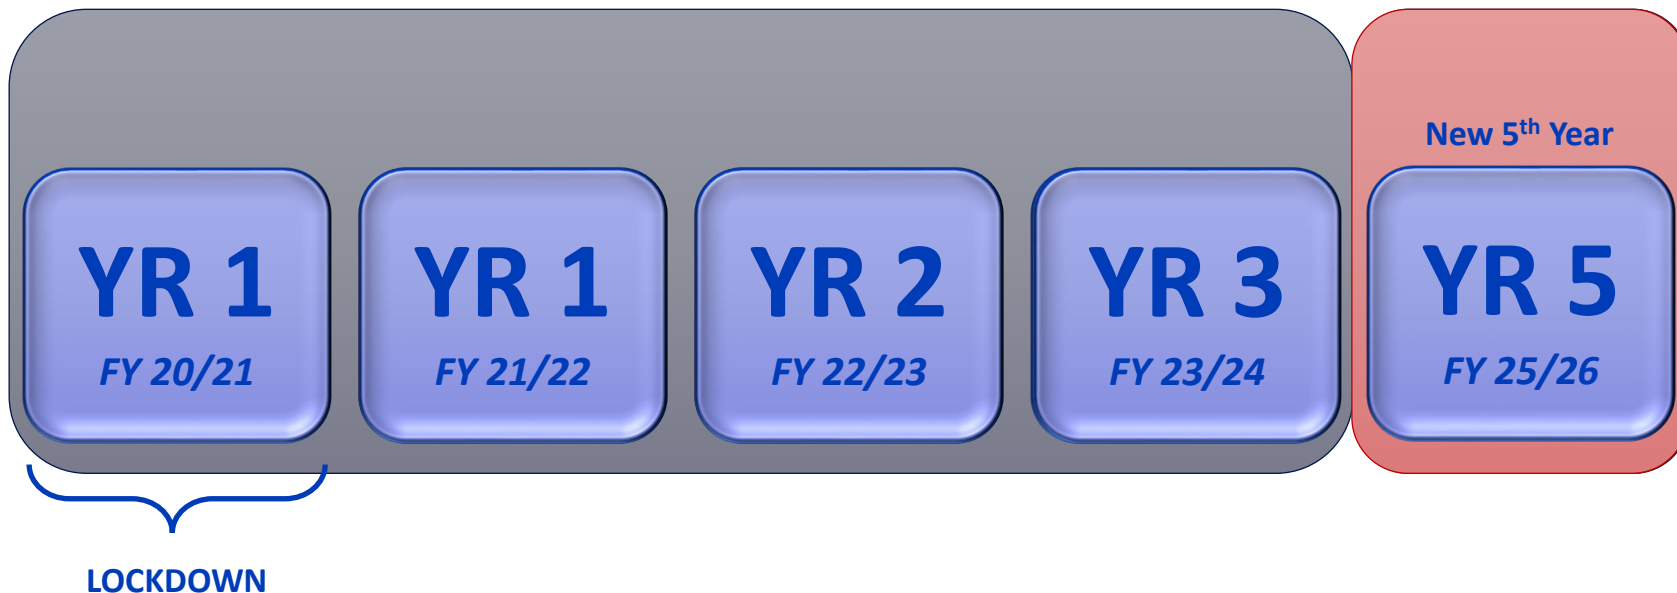 New 5th Year
YR 1
FY 20/21
YR 1
FY 21/22
YR 2
FY 22/23
YR 3
FY 23/24
YR 5
FY 25/26
LOCKDOWN